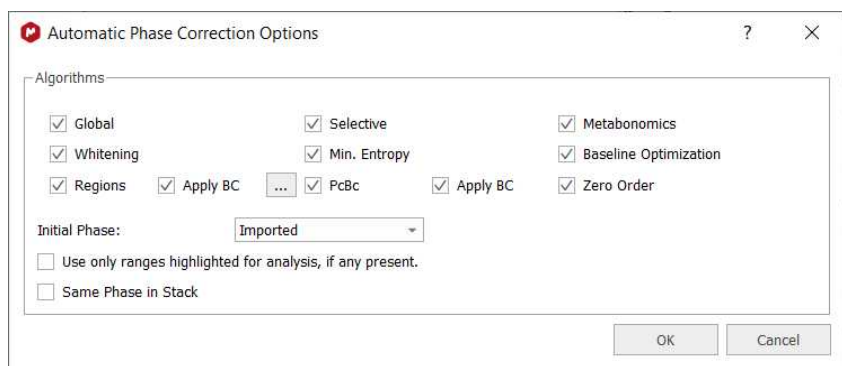 Automatic Phase Correction Options ?
Algorithms
Global Selective Metabonomics
Whitening Min. Entropy Baseline Optimization
Regions Apply BC ... PcBc Apply BC Zero Order
Initial Phase: Imported
Use only ranges highlighted for analysis, if any present.
Same Phase in Stack
OK Cancel